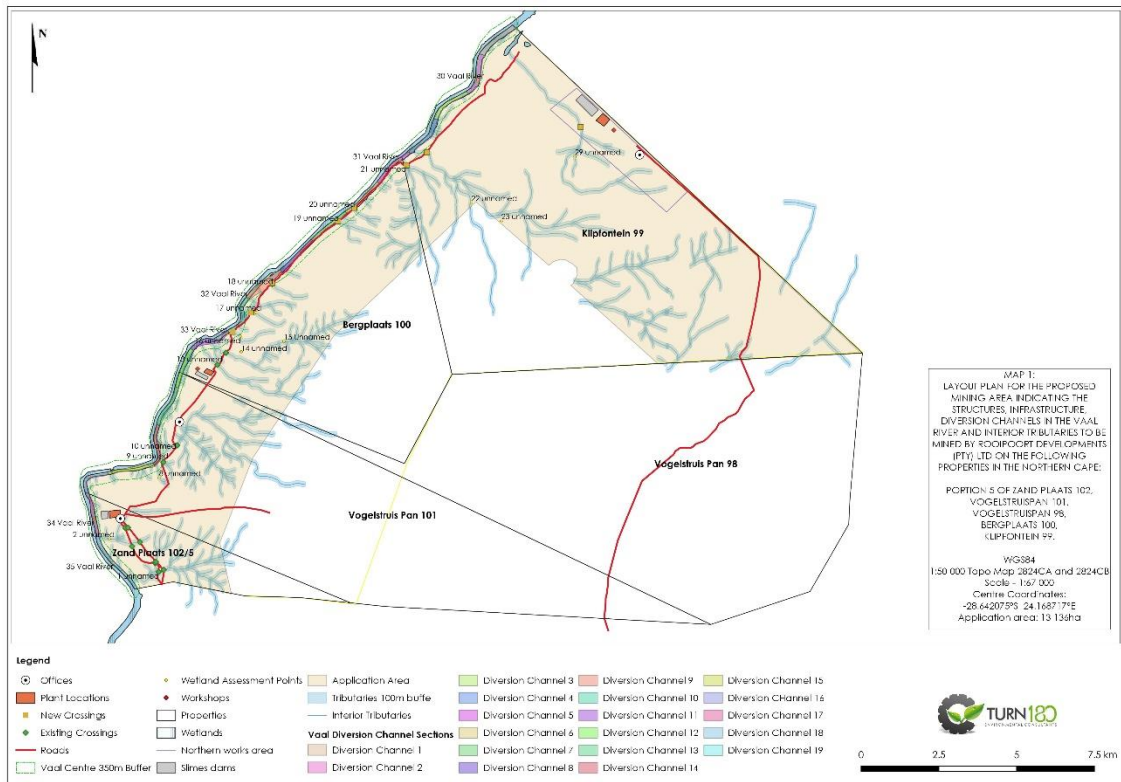 N
30 Vaal River
31 Vaal River
21 unnamed
29 unnamed
20 unnamed
19 unnamed
22 unnamed
23 unnamed
Klipfontein 99
18 unnamed
32 Vaal River
17 unnamed
33 Vaal River
15 unnamed
14 unnamed
Bergplaats 100
10 unnamed
9 unnamed
8 unnamed
Vogelstruis Pan 98
Vogelstruis Pan 101
34 Vaal River
2 unnamed
Zand Plaats 102/5
35 Vaal River
1 unnamed
MAP 1:
LAYOUT PLAN FOR THE PROPOSED
MINING AREA INDICATING THE
STRUCTURES, INFRASTRUCTURE,
DIVERSION CHANNELS IN THE VAAL
RIVER AND INTERIOR TRIBUTARIES TO BE
MINED BY ROOIPOORT DEVELOPMENTS
(PTY) LTD ON THE FOLLOWING
PROPERTIES IN THE NORTHERN CAPE:
PORTION 5 OF ZAND PLAATS 102,
VOGELSTRUISPAN 101,
VOGELSTRUISPAN 98,
BERGPLAATS 100,
KLIPFONTEIN 99.
WGS84
1:50 000 Topo Map 2824CA and 2824CB
Scale - 1:67 000
Centre Coordinates:
-28.642075°S 24.168717°E
Application area: 13 136ha
Legend
Offices
Plant Locations
New Crossings
Existing Crossings
Roads
Vaal Centre 350m Buffer
Wetland Assessment Points
Workshops
Properties
Wetlands
Northern works area
Slimes dams
Application Area
Tributaries 100m buffe
Interior Tributaries
Vaal Diversion Channel Sections
Diversion Channel 1
Diversion Channel 2
Diversion Channel 3
Diversion Channel 4
Diversion Channel 5
Diversion Channel 6
Diversion Channel 7
Diversion Channel 8
Diversion Channel 9
Diversion Channel 10
Diversion Channel 11
Diversion Channel 12
Diversion Channel 13
Diversion Channel 14
Diversion Channel 15
Diversion Channel 16
Diversion Channel 17
Diversion Channel 18
Diversion Channel 19
TURN180
ENVIRONMENTAL CONSULTANTS
0 2.5 5 7.5 km